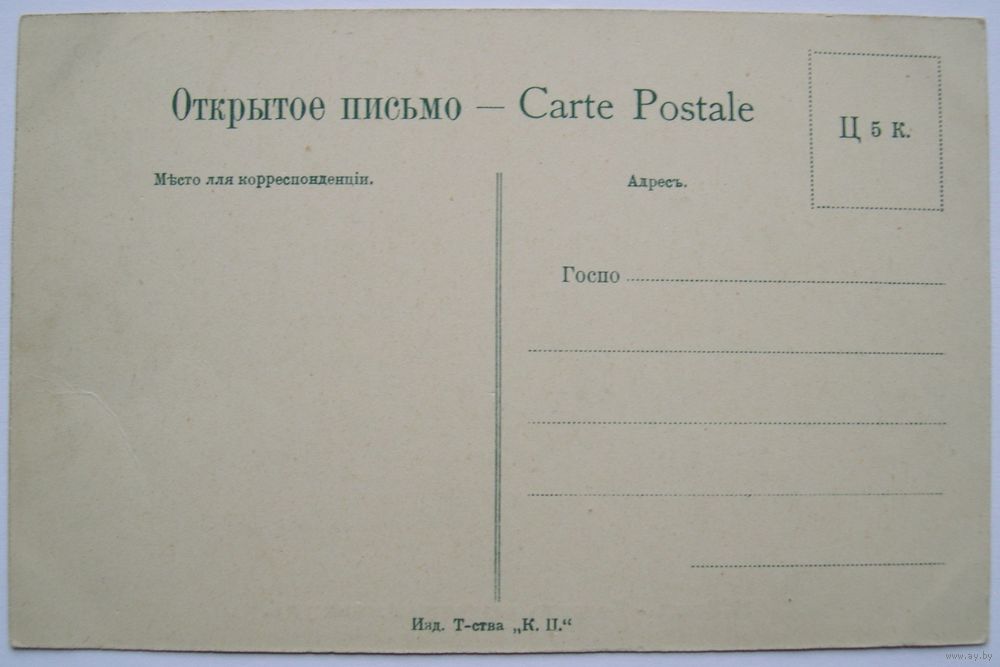 Открытое письмо — Carte Postale
Ц 5 к.
Мѣсто лля корреспонденціи.
Адресъ.
Госпо
Изд. Т-ства „К. П.“
www.ay.by